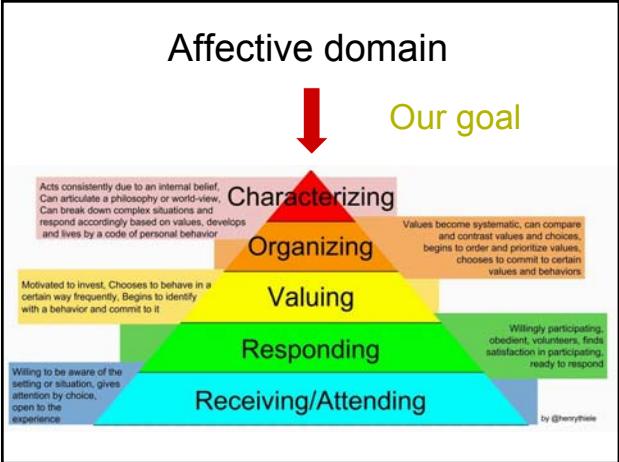 Affective domain
Our goal
Acts consistently due to an internal belief,
Can articulate a philosophy or world-view,
Can break down complex situations and
respond accordingly based on values, develops
and lives by a code of personal behavior
Characterizing
Values become systematic, can compare
and contrast values and choices,
begins to order and prioritize values,
chooses to commit to certain
values and behaviors
Organizing
Motivated to invest, Chooses to behave in a
certain way frequently, Begins to identify
with a behavior and commit to it
Valuing
Willingly participating,
obedient, volunteers, finds
satisfaction in participating,
ready to respond
Responding
Willing to be aware of the
setting or situation, gives
attention by choice,
open to the
experience
Receiving/Attending
by @henrythiele